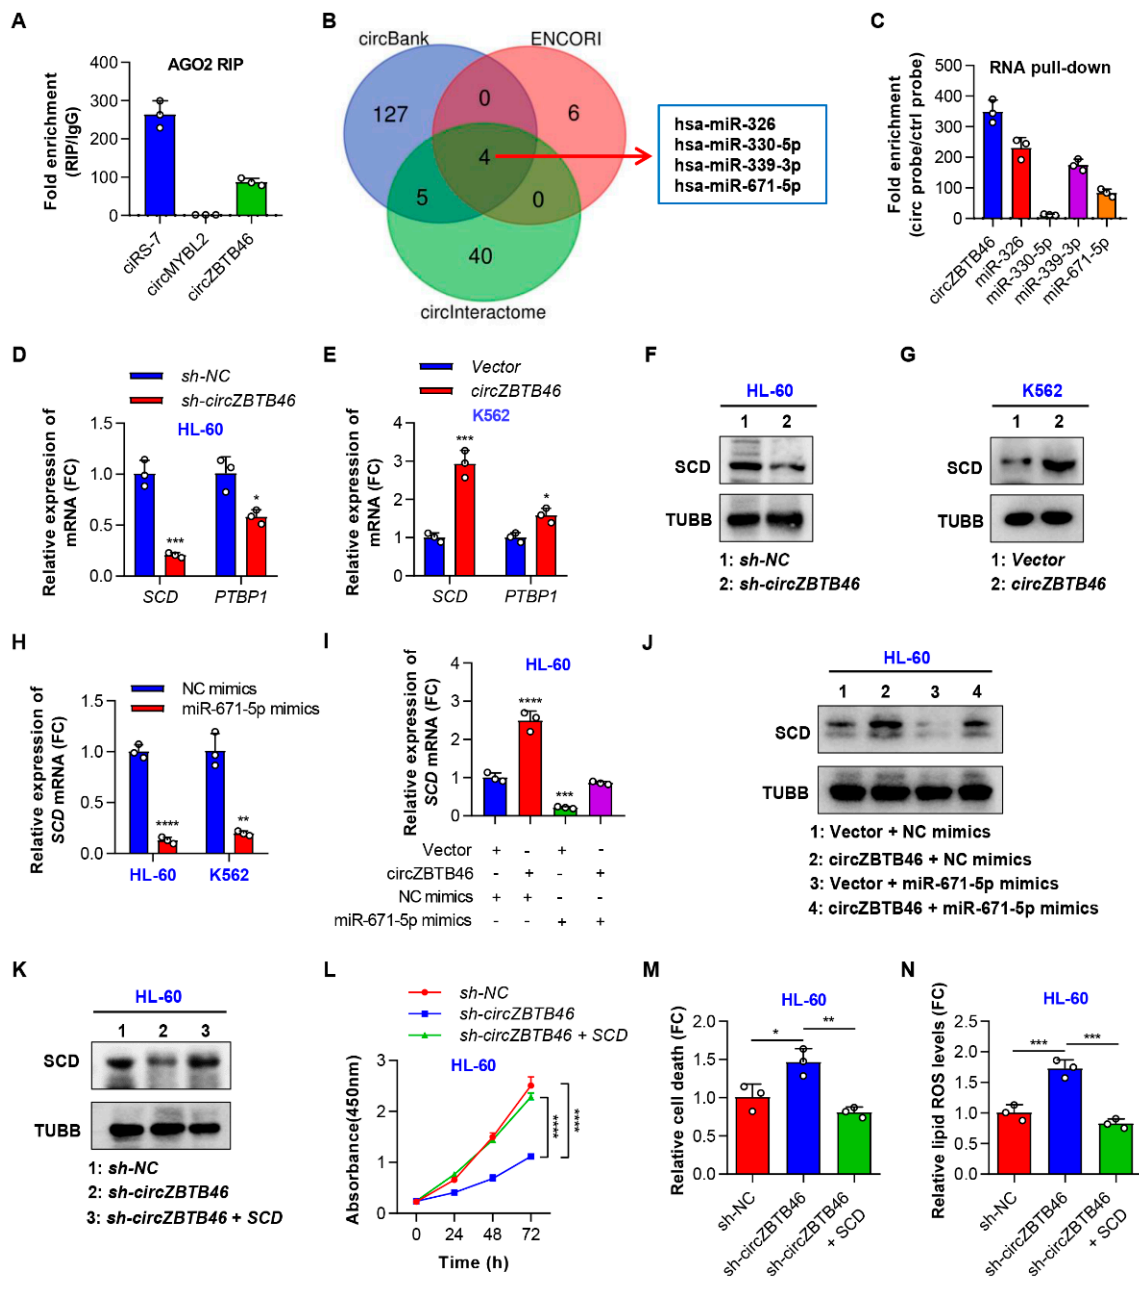 A
AGO2 RIP
Fold enrichment
(RIP/IgG)
400
300
200
100
0
ciRS-7
circMYBL2
circZBTB46
B
circBank
ENCORI
127
0
6
4
5
0
40
circInteractome
hsa-miR-326
hsa-miR-330-5p
hsa-miR-339-3p
hsa-miR-671-5p
C
RNA pull-down
Fold enrichment
(circ probe/ctrl probe)
500
400
300
200
100
0
circZBTB46
miR-326
miR-330-5p
miR-339-3p
miR-671-5p
D
sh-NC
sh-circZBTB46
HL-60
Relative expression of
mRNA (FC)
1.5
1.0
0.5
0.0
***
*
SCD
PTBP1
E
Vector
circZBTB46
K562
Relative expression of
mRNA (FC)
4
3
2
1
0
***
*
SCD
PTBP1
F
HL-60
1 2
SCD
TUBB
1: sh-NC
2: sh-circZBTB46
G
K562
1 2
SCD
TUBB
1: Vector
2: circZBTB46
H
NC mimics
miR-671-5p mimics
Relative expression of
SCD mRNA (FC)
1.5
1.0
0.5
0.0
****
**
HL-60
K562
I
HL-60
Relative expression of
SCD mRNA (FC)
4
3
2
1
0
****
***
Vector + - + -
circZBTB46 - + - +
NC mimics + + - -
miR-671-5p mimics - - + +
J
HL-60
1 2 3 4
SCD
TUBB
1: Vector + NC mimics
2: circZBTB46 + NC mimics
3: Vector + miR-671-5p mimics
4: circZBTB46 + miR-671-5p mimics
K
HL-60
1 2 3
SCD
TUBB
1: sh-NC
2: sh-circZBTB46
3: sh-circZBTB46 + SCD
L
sh-NC
sh-circZBTB46
sh-circZBTB46 + SCD
HL-60
Absorbance(450nm)
3
2
1
0
0 24 48 72
Time (h)
****
****
M
HL-60
Relative cell death (FC)
2.0
1.5
1.0
0.5
0.0
*
**
sh-NC
sh-circZBTB46
sh-circZBTB46
+ SCD
N
HL-60
Relative lipid ROS levels (FC)
2.5
2.0
1.5
1.0
0.5
0.0
***
***
sh-NC
sh-circZBTB46
sh-circZBTB46
+ SCD